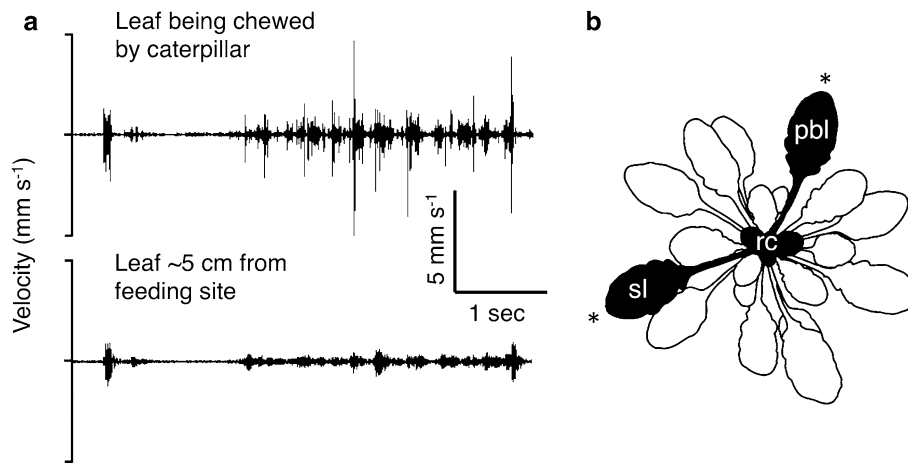 a
Leaf being chewed
by caterpillar
Velocity (mm s⁻¹)
5 mm s⁻¹
1 sec
Leaf ~5 cm from
feeding site
b
*
pbl
rc
sl
*